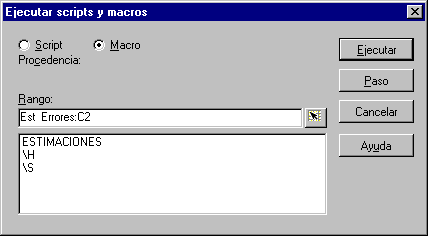 Ejecutar scripts y macros
Script Macro
Procedencia:
Rango:
Est Errores:C2
ESTIMACIONES
\H
\S
Ejecutar
Paso
Cancelar
Ayuda